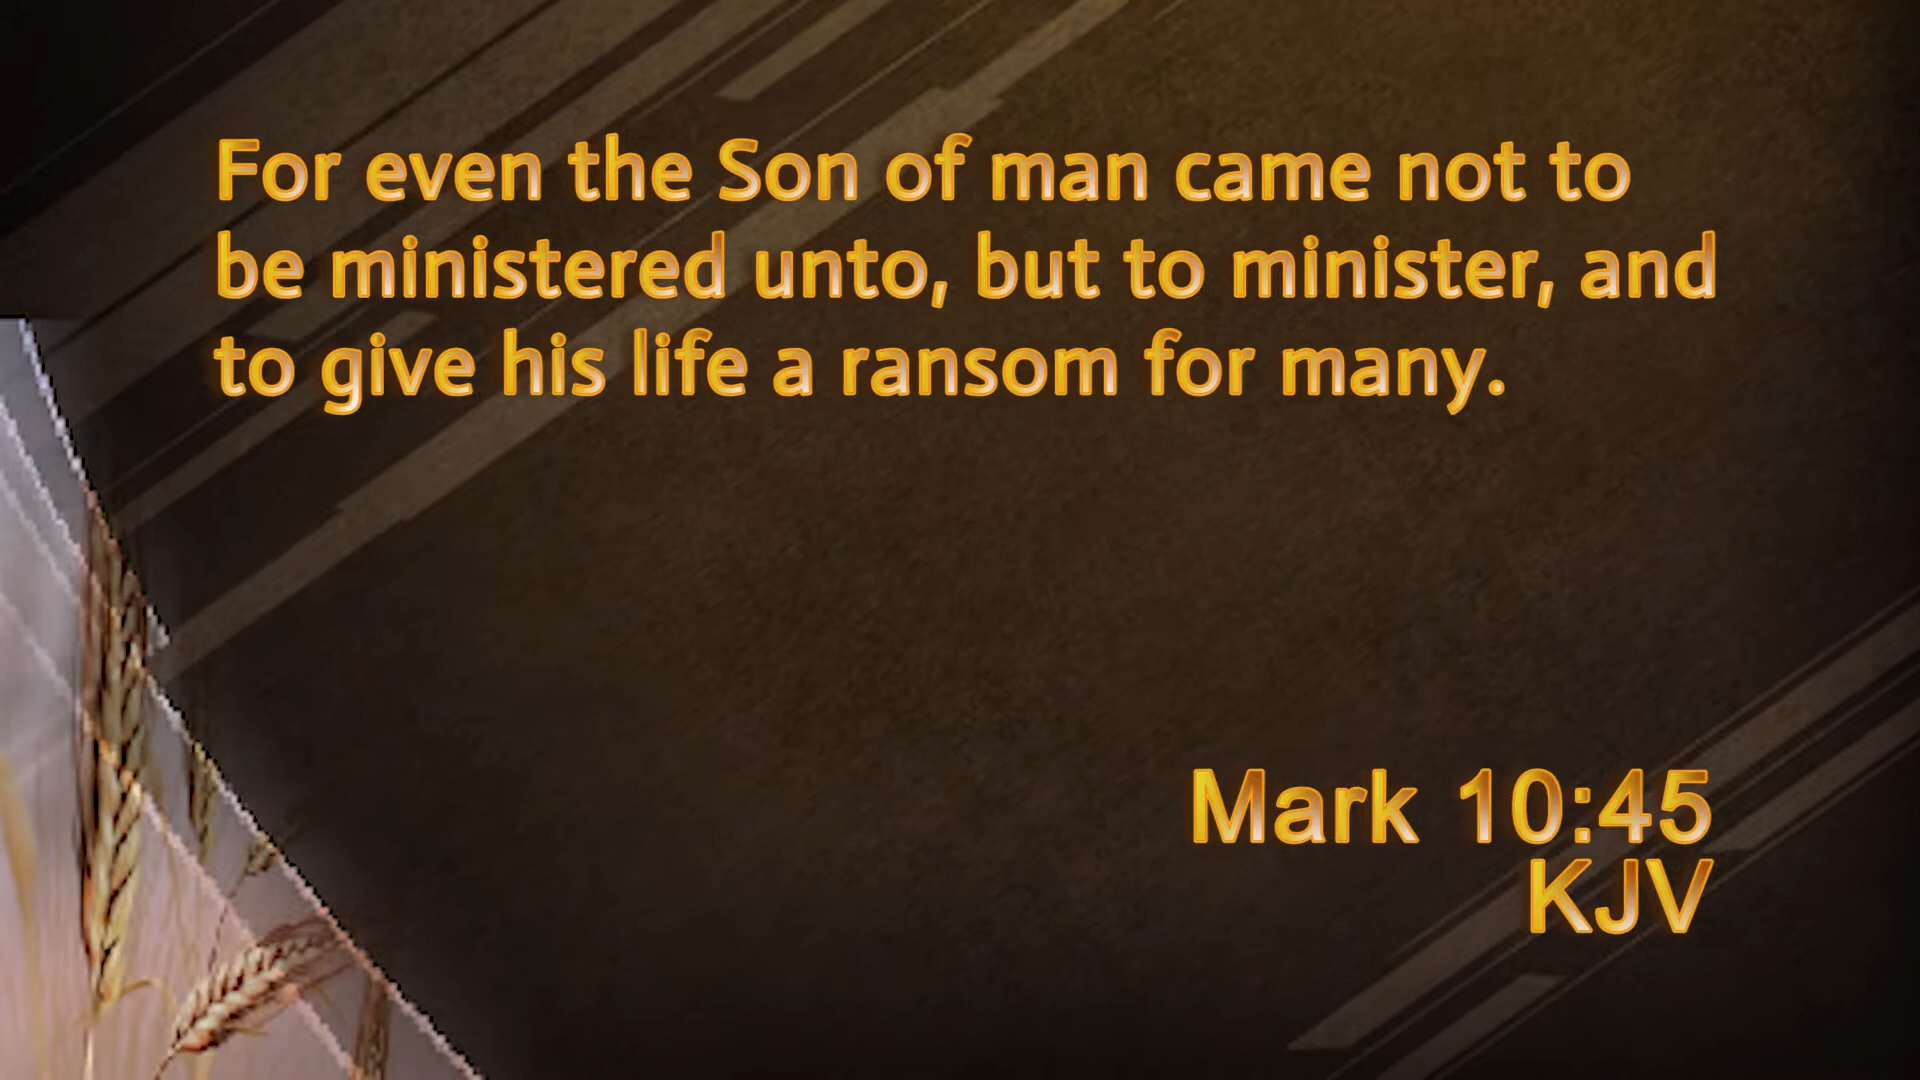 For even the Son of man came not to
be ministered unto, but to minister, and
to give his life a ransom for many.
Mark 10:45
KJV